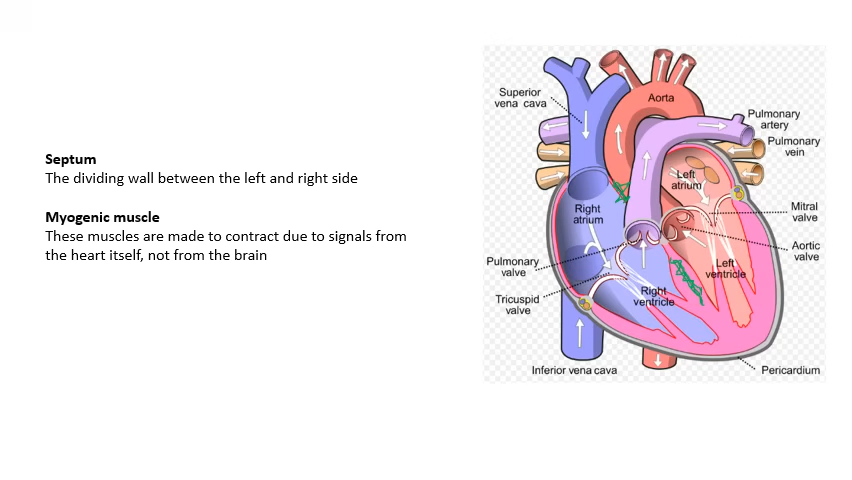 Septum
The dividing wall between the left and right side
Myogenic muscle
These muscles are made to contract due to signals from
the heart itself, not from the brain
Superior
vena cava
Aorta
Pulmonary
artery
Pulmonary
vein
Left
atrium
Right
atrium
Mitral
valve
Aortic
valve
Pulmonary
valve
Left
ventricle
Right
ventricle
Tricuspid
valve
Inferior vena cava
Pericardium